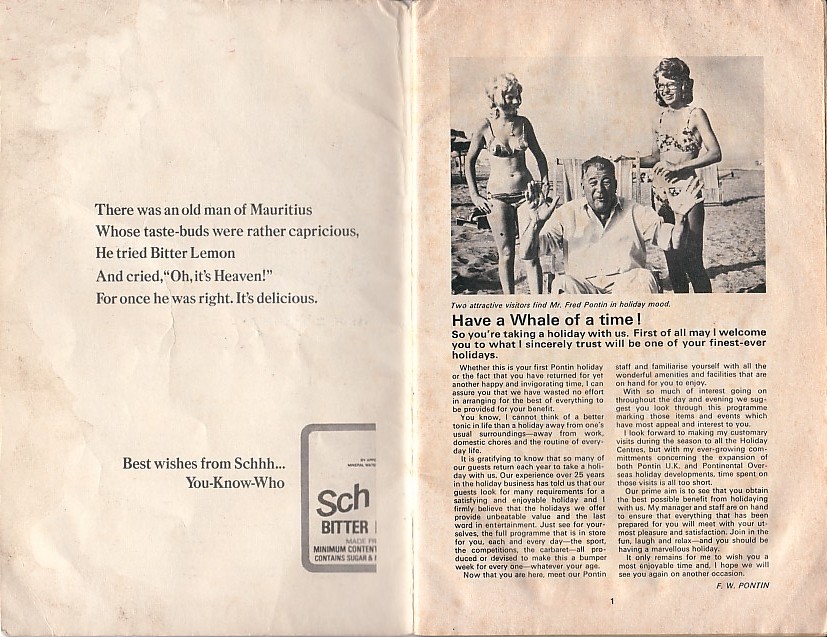 There was an old man of Mauritius
Whose taste-buds were rather capricious,
He tried Bitter Lemon
And cried,“Oh, it's Heaven!”
For once he was right. It's delicious.
Best wishes from Schhh...
You-Know-Who
Sch
BITTER
MADE FR
MINIMUM CONTENT
CONTAINS SUGAR &
Two attractive visitors find Mr. Fred Pontin in holiday mood.
Have a Whale of a time!
So you're taking a holiday with us. First of all may I welcome
you to what I sincerely trust will be one of your finest-ever
holidays.
Whether this is your first Pontin holiday
or the fact that you have returned for yet
another happy and invigorating time, I can
assure you that we have wasted no effort
in arranging for the best of everything to
be provided for your benefit.
You know, I cannot think of a better
tonic in life than a holiday away from one's
usual surroundings—away from work,
domestic chores and the routine of every-
day life.
It is gratifying to know that so many of
our guests return each year to take a holi-
day with us. Our experience over 25 years
in the holiday business has told us that our
guests look for many requirements for a
satisfying and enjoyable holiday and I
firmly believe that the holidays we offer
provide unbeatable value and the last
word in entertainment. Just see for your-
selves, the full programme that is in store
for you, each and every day—the sport,
the competitions, the carbaret—all pro-
duced or devised to make this a bumper
week for every one—whatever your age.
Now that you are here, meet our Pontin
staff and familiarise yourself with all the
wonderful amenities and facilities that are
on hand for you to enjoy.
With so much of interest going on
throughout the day and evening we sug-
gest you look through this programme
marking those items and events which
have most appeal and interest to you.
I look forward to making my customary
visits during the season to all the Holiday
Centres, but with my ever-growing com-
mitments concerning the expansion of
both Pontin U.K. and Pontinental Over-
seas holiday developments, time spent on
those visits is all too short.
Our prime aim is to see that you obtain
the best possible benefit from holidaying
with us. My manager and staff are on hand
to ensure that everything that has been
prepared for you will meet with your ut-
most pleasure and satisfaction. Join in the
fun, laugh and relax—and you should be
having a marvellous holiday.
It only remains for me to wish you a
most enjoyable time and, I hope we will
see you again on another occasion.
F. W. PONTIN
1